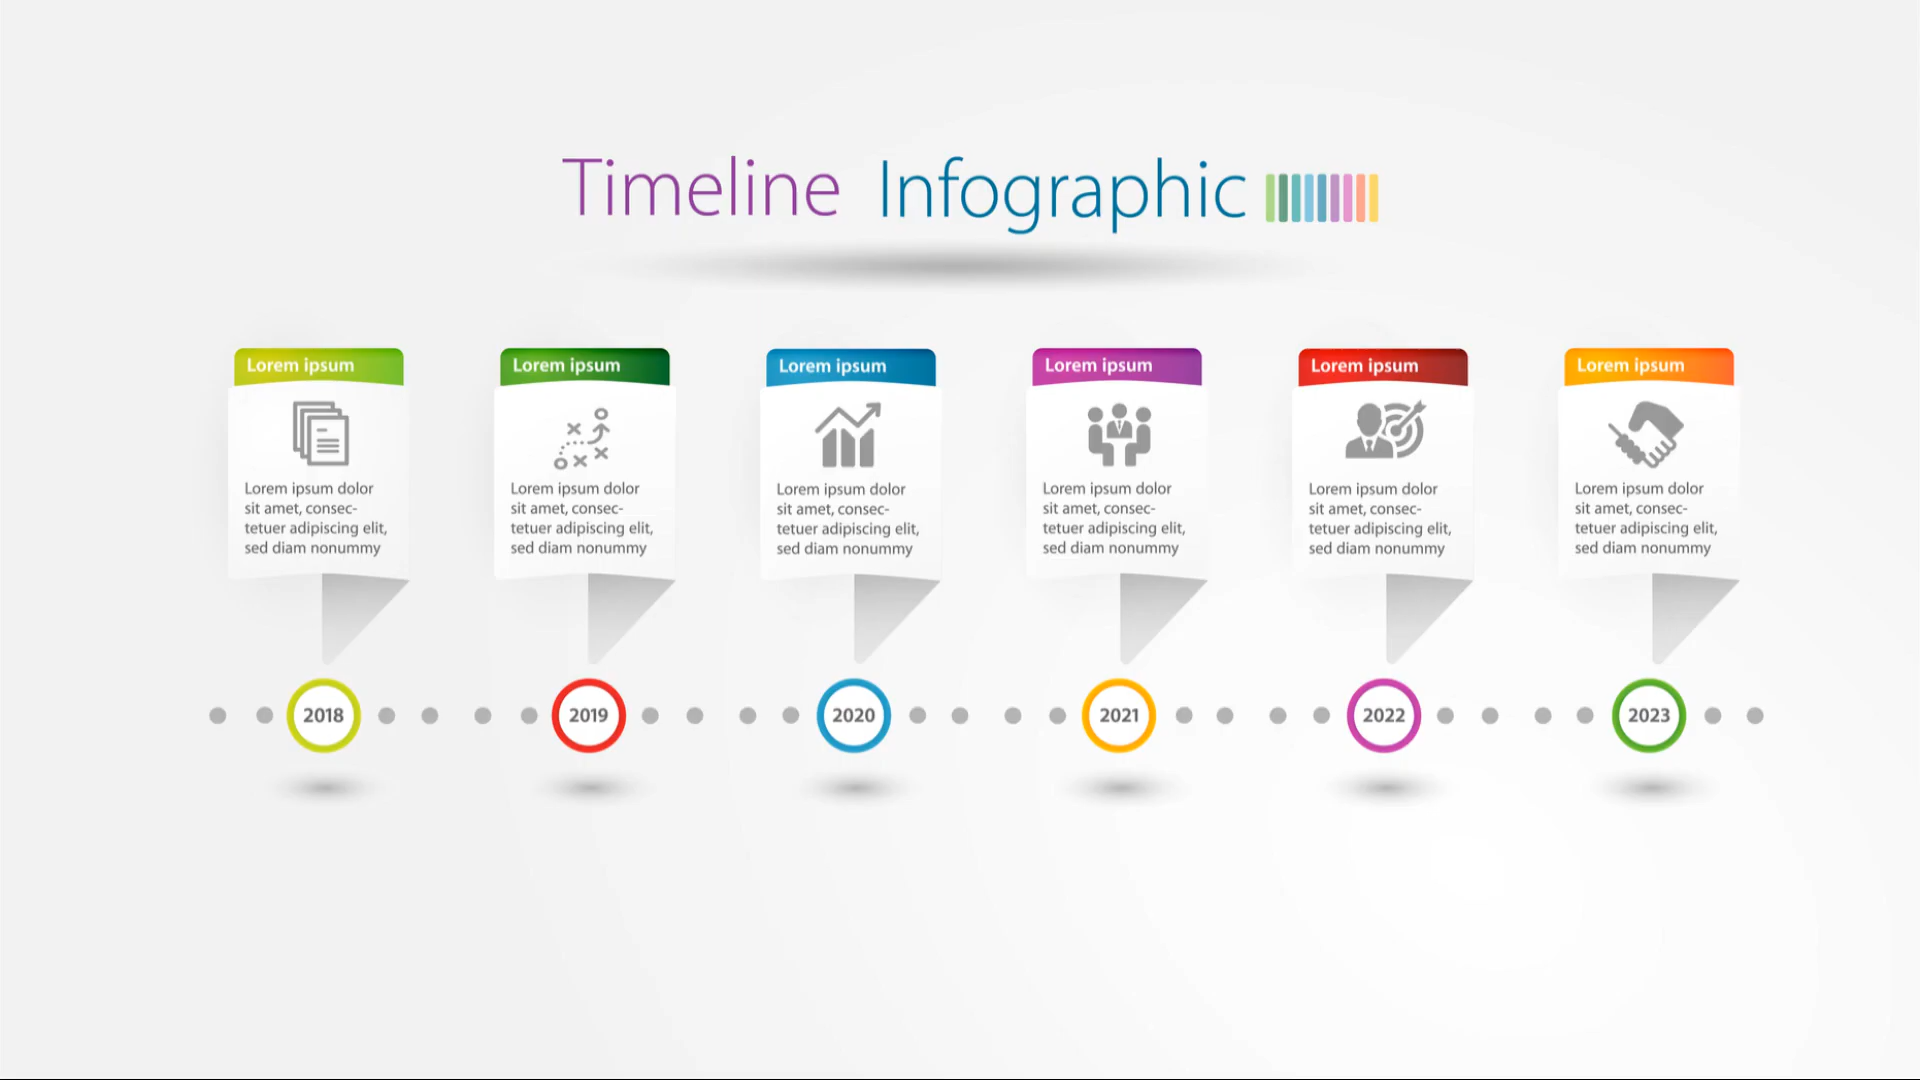 Timeline Infographic
Lorem ipsum
Lorem ipsum dolor
sit amet, consec-
tetuer adipiscing elit,
sed diam nonummy
2018
Lorem ipsum
Lorem ipsum dolor
sit amet, consec-
tetuer adipiscing elit,
sed diam nonummy
2019
Lorem ipsum
Lorem ipsum dolor
sit amet, consec-
tetuer adipiscing elit,
sed diam nonummy
2020
Lorem ipsum
Lorem ipsum dolor
sit amet, consec-
tetuer adipiscing elit,
sed diam nonummy
2021
Lorem ipsum
Lorem ipsum dolor
sit amet, consec-
tetuer adipiscing elit,
sed diam nonummy
2022
Lorem ipsum
Lorem ipsum dolor
sit amet, consec-
tetuer adipiscing elit,
sed diam nonummy
2023